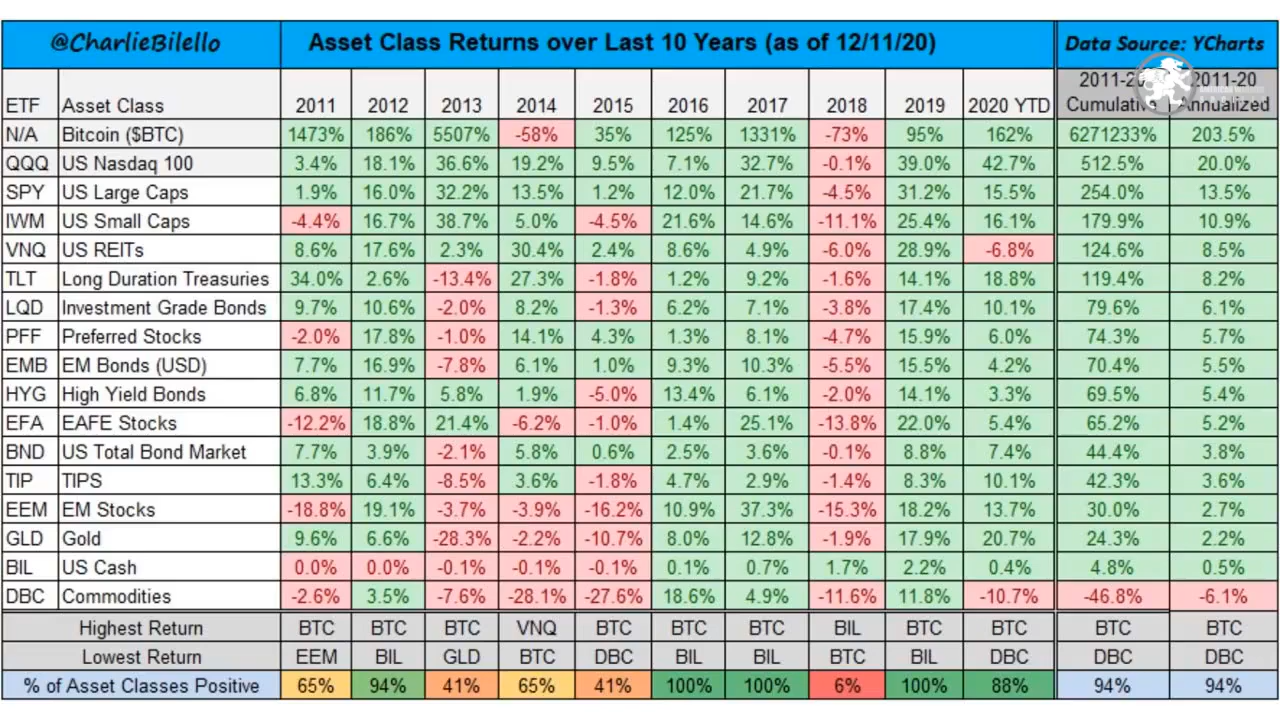 @CharlieBilello Asset Class Returns over Last 10 Years (as of 12/11/20) Data Source: YCharts
ETF Asset Class 2011 2012 2013 2014 2015 2016 2017 2018 2019 2020 YTD 2011-20 Cumulative 2011-20 Annualized
N/A Bitcoin ($BTC) 1473% 186% 5507% -58% 35% 125% 1331% -73% 95% 162% 6271233% 203.5%
QQQ US Nasdaq 100 3.4% 18.1% 36.6% 19.2% 9.5% 7.1% 32.7% -0.1% 39.0% 42.7% 512.5% 20.0%
SPY US Large Caps 1.9% 16.0% 32.2% 13.5% 1.2% 12.0% 21.7% -4.5% 31.2% 15.5% 254.0% 13.5%
IWM US Small Caps -4.4% 16.7% 38.7% 5.0% -4.5% 21.6% 14.6% -11.1% 25.4% 16.1% 179.9% 10.9%
VNQ US REITs 8.6% 17.6% 2.3% 30.4% 2.4% 8.6% 4.9% -6.0% 28.9% -6.8% 124.6% 8.5%
TLT Long Duration Treasuries 34.0% 2.6% -13.4% 27.3% -1.8% 1.2% 9.2% -1.6% 14.1% 18.8% 119.4% 8.2%
LQD Investment Grade Bonds 9.7% 10.6% -2.0% 8.2% -1.3% 6.2% 7.1% -3.8% 17.4% 10.1% 79.6% 6.1%
PFF Preferred Stocks -2.0% 17.8% -1.0% 14.1% 4.3% 1.3% 8.1% -4.7% 15.9% 6.0% 74.3% 5.7%
EMB EM Bonds (USD) 7.7% 16.9% -7.8% 6.1% 1.0% 9.3% 10.3% -5.5% 15.5% 4.2% 70.4% 5.5%
HYG High Yield Bonds 6.8% 11.7% 5.8% 1.9% -5.0% 13.4% 6.1% -2.0% 14.1% 3.3% 69.5% 5.4%
EFA EAFE Stocks -12.2% 18.8% 21.4% -6.2% -1.0% 1.4% 25.1% -13.8% 22.0% 5.4% 65.2% 5.2%
BND US Total Bond Market 7.7% 3.9% -2.1% 5.8% 0.6% 2.5% 3.6% -0.1% 8.8% 7.4% 44.4% 3.8%
TIP TIPS 13.3% 6.4% -8.5% 3.6% -1.8% 4.7% 2.9% -1.4% 8.3% 10.1% 42.3% 3.6%
EEM EM Stocks -18.8% 19.1% -3.7% -3.9% -16.2% 10.9% 37.3% -15.3% 18.2% 13.7% 30.0% 2.7%
GLD Gold 9.6% 6.6% -28.3% -2.2% -10.7% 8.0% 12.8% -1.9% 17.9% 20.7% 24.3% 2.2%
BIL US Cash 0.0% 0.0% -0.1% -0.1% -0.1% 0.1% 0.7% 1.7% 2.2% 0.4% 4.8% 0.5%
DBC Commodities -2.6% 3.5% -7.6% -28.1% -27.6% 18.6% 4.9% -11.6% 11.8% -10.7% -46.8% -6.1%
Highest Return BTC BTC BTC VNQ BTC BTC BTC BIL BTC BTC BTC BTC
Lowest Return EEM BIL GLD BTC DBC BIL BIL BTC BIL DBC DBC DBC
% of Asset Classes Positive 65% 94% 41% 65% 41% 100% 100% 6% 100% 88% 94% 94%